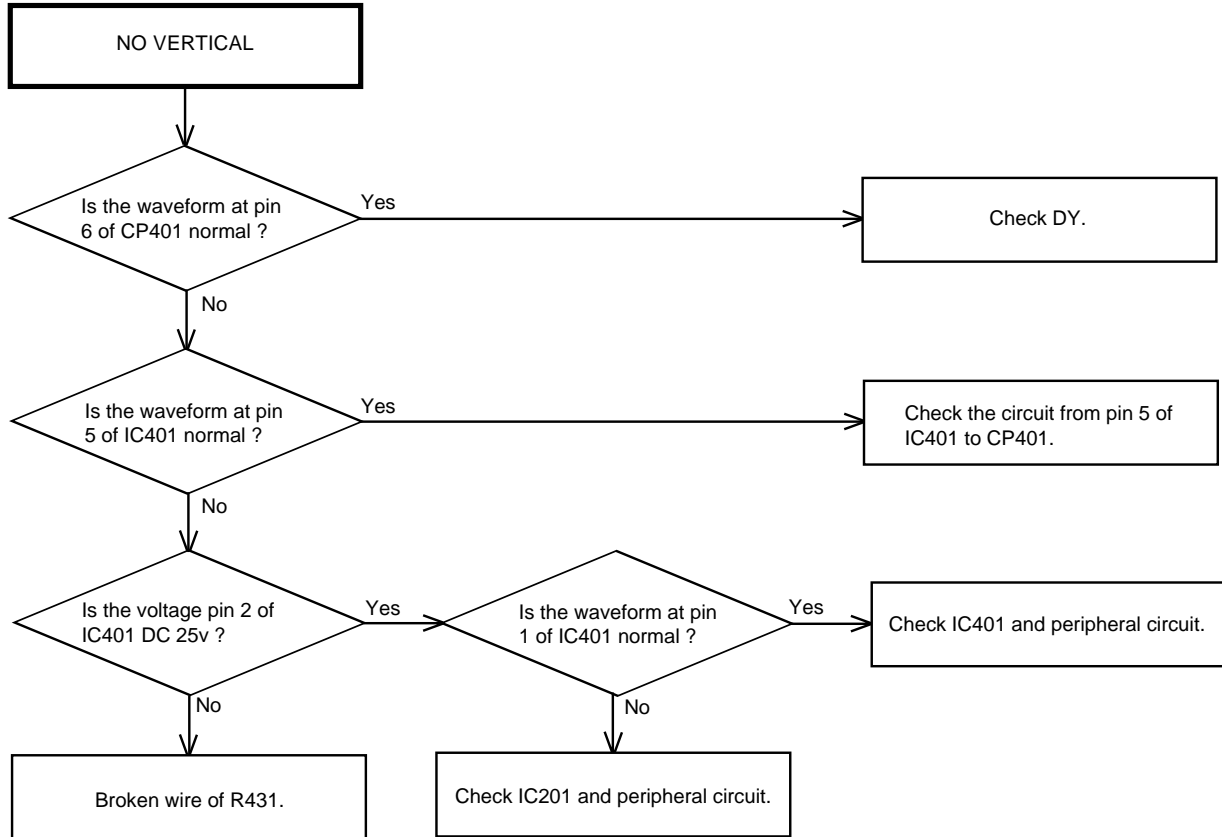 NO VERTICAL
Is the waveform at pin
6 of CP401 normal ?
Yes
Check DY.
No
Is the waveform at pin
5 of IC401 normal ?
Yes
Check the circuit from pin 5 of
IC401 to CP401.
No
Is the voltage pin 2 of
IC401 DC 25v ?
Yes
Is the waveform at pin
1 of IC401 normal ?
Yes
Check IC401 and peripheral circuit.
No
No
Broken wire of R431.
Check IC201 and peripheral circuit.